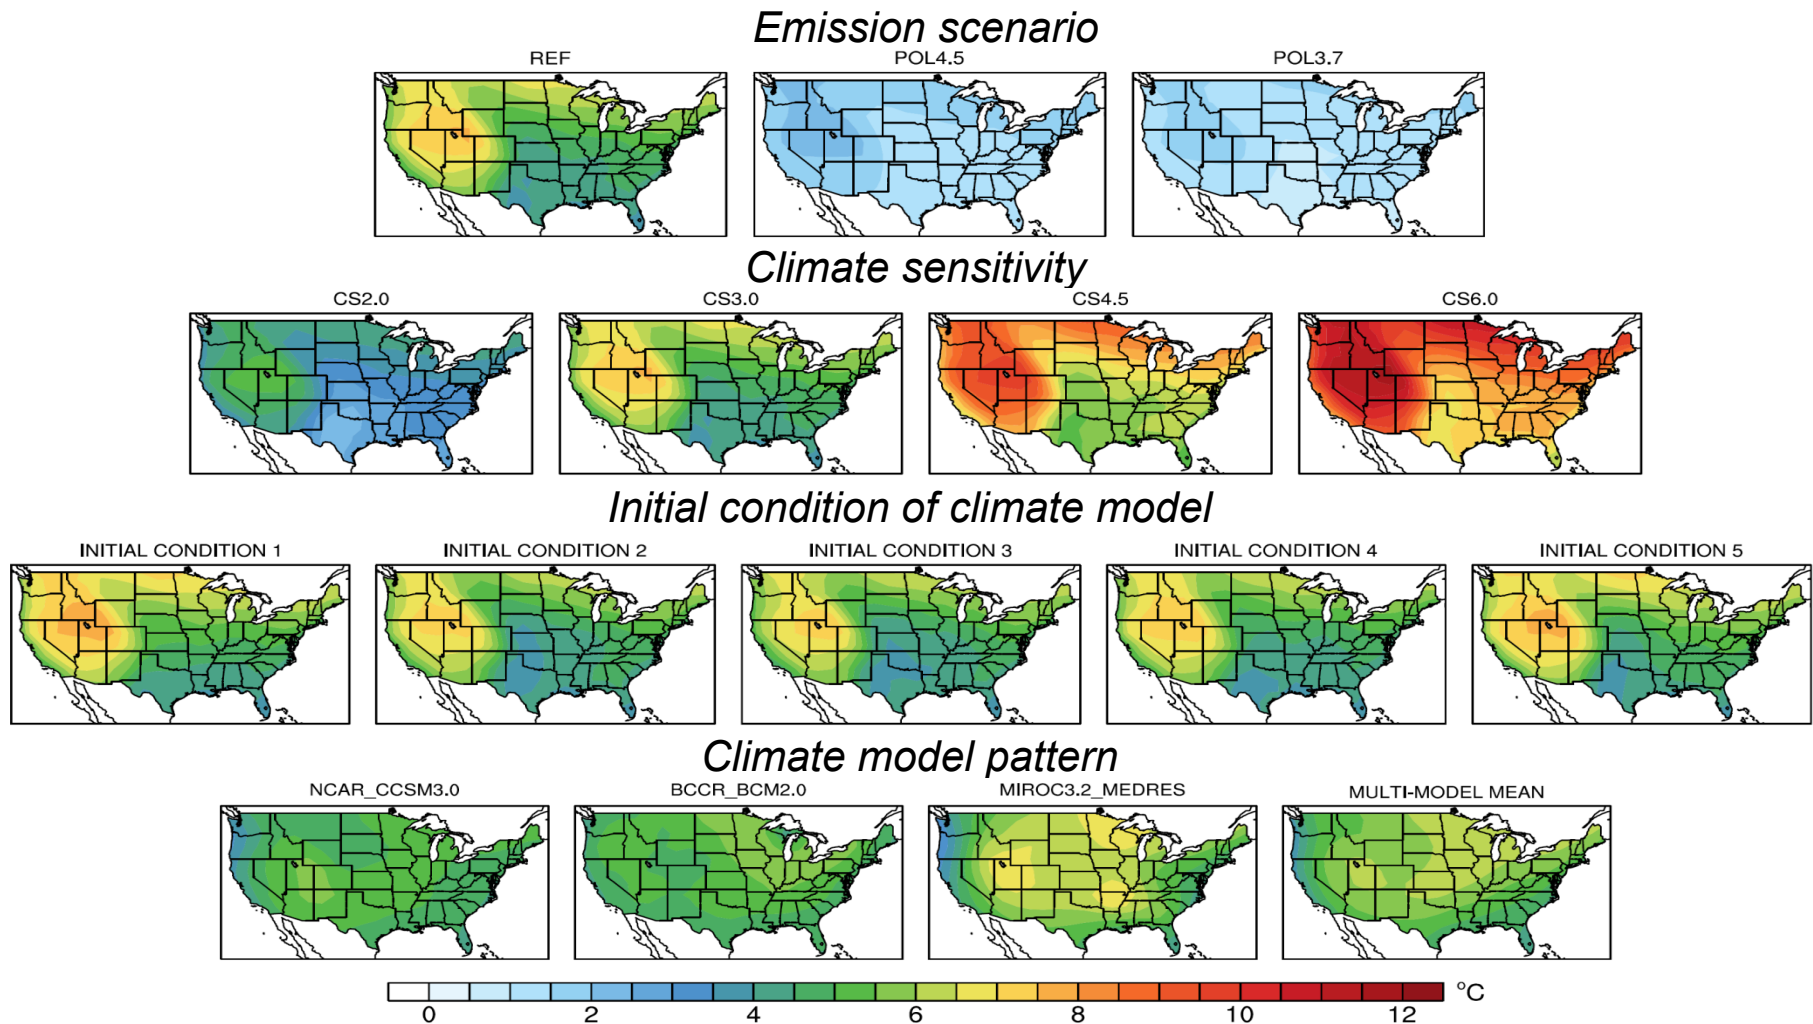 Emission scenario
REF POL4.5 POL3.7
Climate sensitivity
CS2.0 CS3.0 CS4.5 CS6.0
Initial condition of climate model
INITIAL CONDITION 1 INITIAL CONDITION 2 INITIAL CONDITION 3 INITIAL CONDITION 4 INITIAL CONDITION 5
Climate model pattern
NCAR_CCSM3.0 BCCR_BCM2.0 MIROC3.2_MEDRES MULTI-MODEL MEAN
°C
0 2 4 6 8 10 12